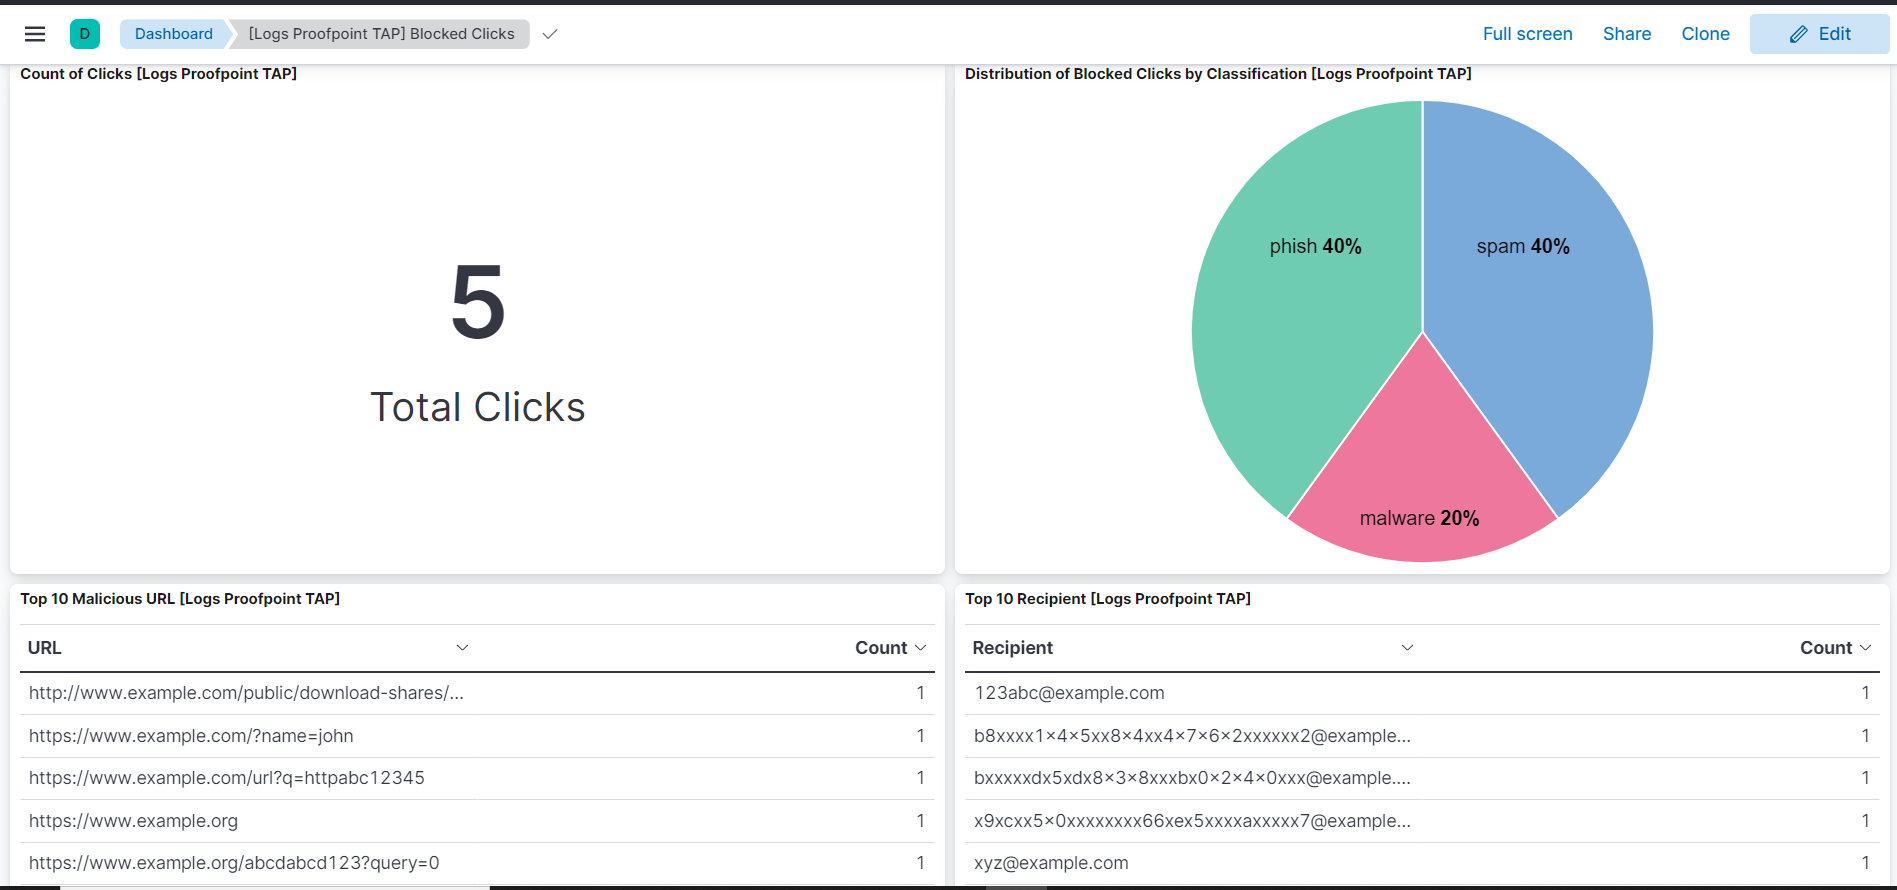 D
Dashboard
[Logs Proofpoint TAP] Blocked Clicks
Full screen
Share
Clone
Edit
Count of Clicks [Logs Proofpoint TAP]
5
Total Clicks
Distribution of Blocked Clicks by Classification [Logs Proofpoint TAP]
phish 40%
spam 40%
malware 20%
Top 10 Malicious URL [Logs Proofpoint TAP]
URL Count
http://www.example.com/public/download-shares/... 1
https://www.example.com/?name=john 1
https://www.example.com/url?q=httpabc12345 1
https://www.example.org 1
https://www.example.org/abcdabcd123?query=0 1
Top 10 Recipient [Logs Proofpoint TAP]
Recipient Count
123abc@example.com 1
b8xxxx1×4×5xx8×4xx4×7×6×2xxxxxx2@example... 1
bxxxxxdx5xdx8×3×8xxxbx0×2×4×0xxx@example.... 1
x9xcxx5×0xxxxxxxx66xex5xxxxaxxxxx7@example... 1
xyz@example.com 1